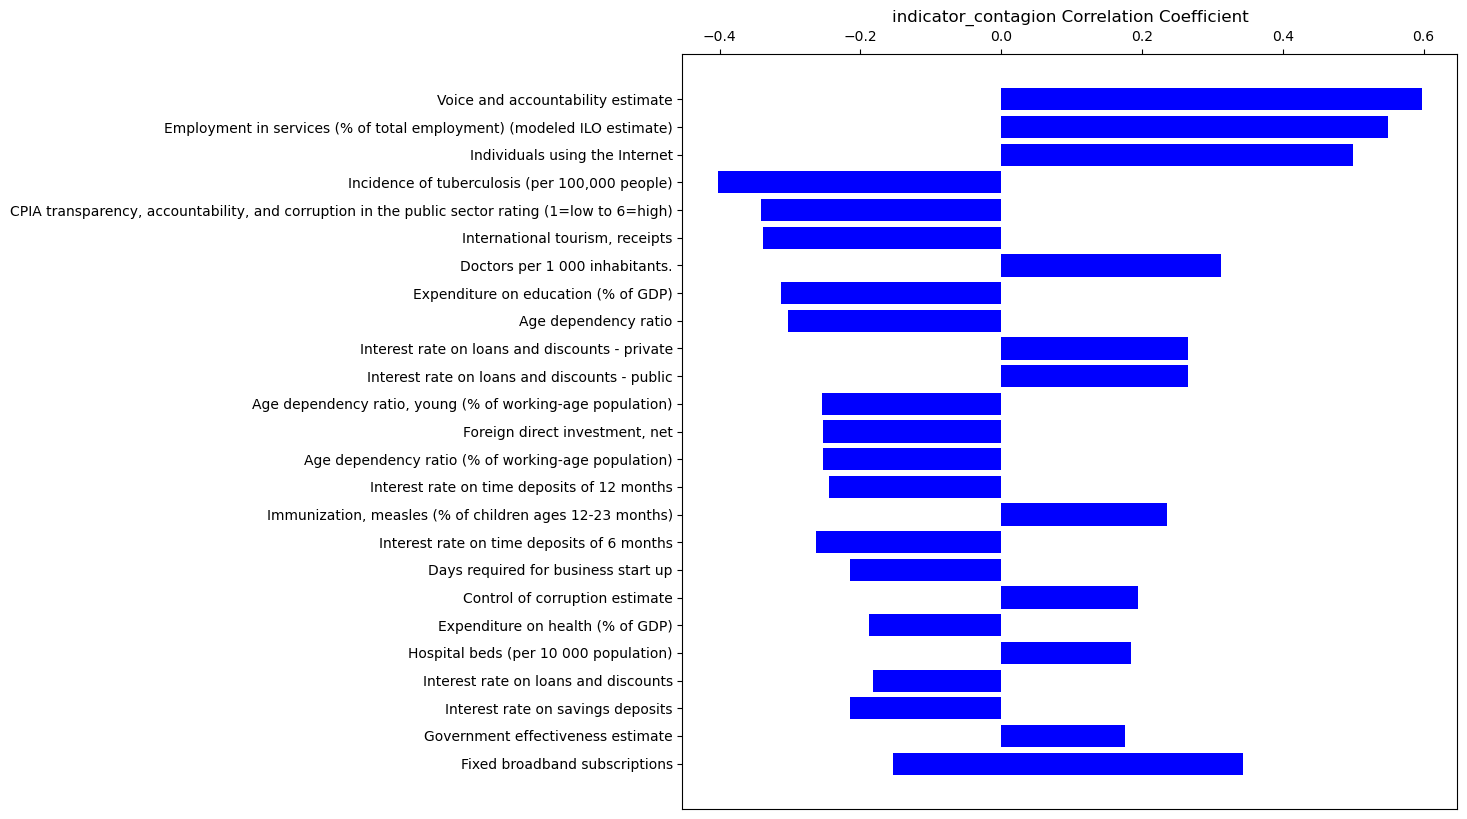 indicator_contagion Correlation Coefficient
−0.4 −0.2 0.0 0.2 0.4 0.6
Voice and accountability estimate
Employment in services (% of total employment) (modeled ILO estimate)
Individuals using the Internet
Incidence of tuberculosis (per 100,000 people)
CPIA transparency, accountability, and corruption in the public sector rating (1=low to 6=high)
International tourism, receipts
Doctors per 1 000 inhabitants.
Expenditure on education (% of GDP)
Age dependency ratio
Interest rate on loans and discounts - private
Interest rate on loans and discounts - public
Age dependency ratio, young (% of working-age population)
Foreign direct investment, net
Age dependency ratio (% of working-age population)
Interest rate on time deposits of 12 months
Immunization, measles (% of children ages 12-23 months)
Interest rate on time deposits of 6 months
Days required for business start up
Control of corruption estimate
Expenditure on health (% of GDP)
Hospital beds (per 10 000 population)
Interest rate on loans and discounts
Interest rate on savings deposits
Government effectiveness estimate
Fixed broadband subscriptions